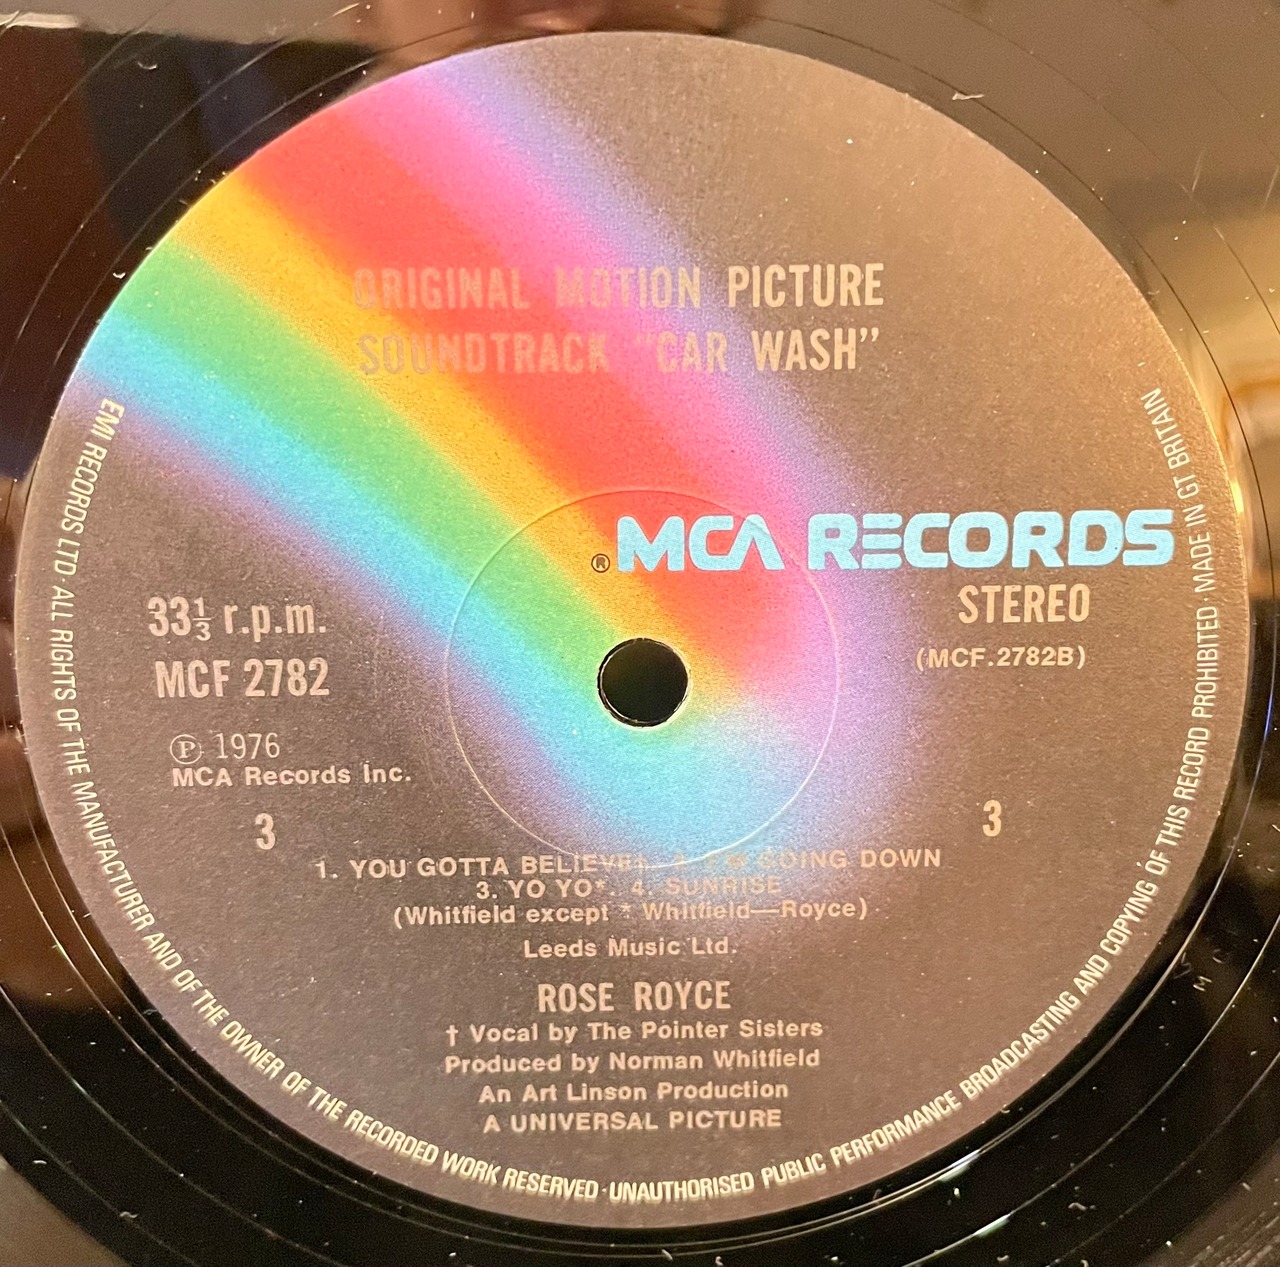 ORIGINAL MOTION PICTURE
SOUNDTRACK "CAR WASH"
® MCA RECORDS
STEREO
(MCF.2782B)
33⅓ r.p.m.
MCF 2782
Ⓟ 1976
MCA Records Inc.
3
3
1. YOU GOTTA BELIEVE†. 2. I'M GOING DOWN
3. YO YO*. 4. SUNRISE
(Whitfield except * Whitfield—Royce)
Leeds Music Ltd.
ROSE ROYCE
† Vocal by The Pointer Sisters
Produced by Norman Whitfield
An Art Linson Production
A UNIVERSAL PICTURE
EMI RECORDS LTD · ALL RIGHTS OF THE MANUFACTURER AND OF THE OWNER OF THE RECORDED WORK RESERVED · UNAUTHORISED PUBLIC PERFORMANCE BROADCASTING AND COPYING OF THIS RECORD PROHIBITED · MADE IN GT BRITAIN